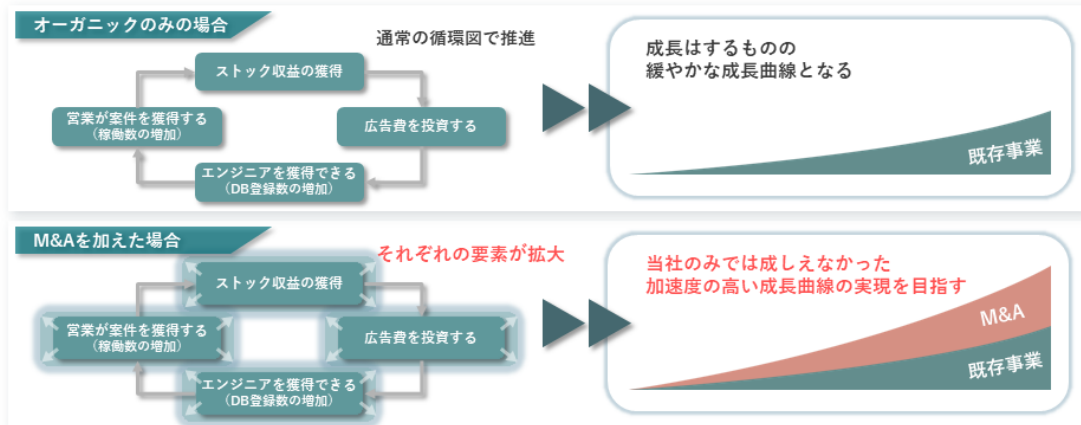 オーガニックのみの場合
通常の循環図で推進
ストック収益の獲得
営業が案件を獲得する
（稼働数の増加）
広告費を投資する
エンジニアを獲得できる
（DB登録数の増加）
成長はするものの
緩やかな成長曲線となる
既存事業
M&Aを加えた場合
それぞれの要素が拡大
ストック収益の獲得
営業が案件を獲得する
（稼働数の増加）
広告費を投資する
エンジニアを獲得できる
（DB登録数の増加）
当社のみでは成しえなかった
加速度の高い成長曲線の実現を目指す
M&A
既存事業